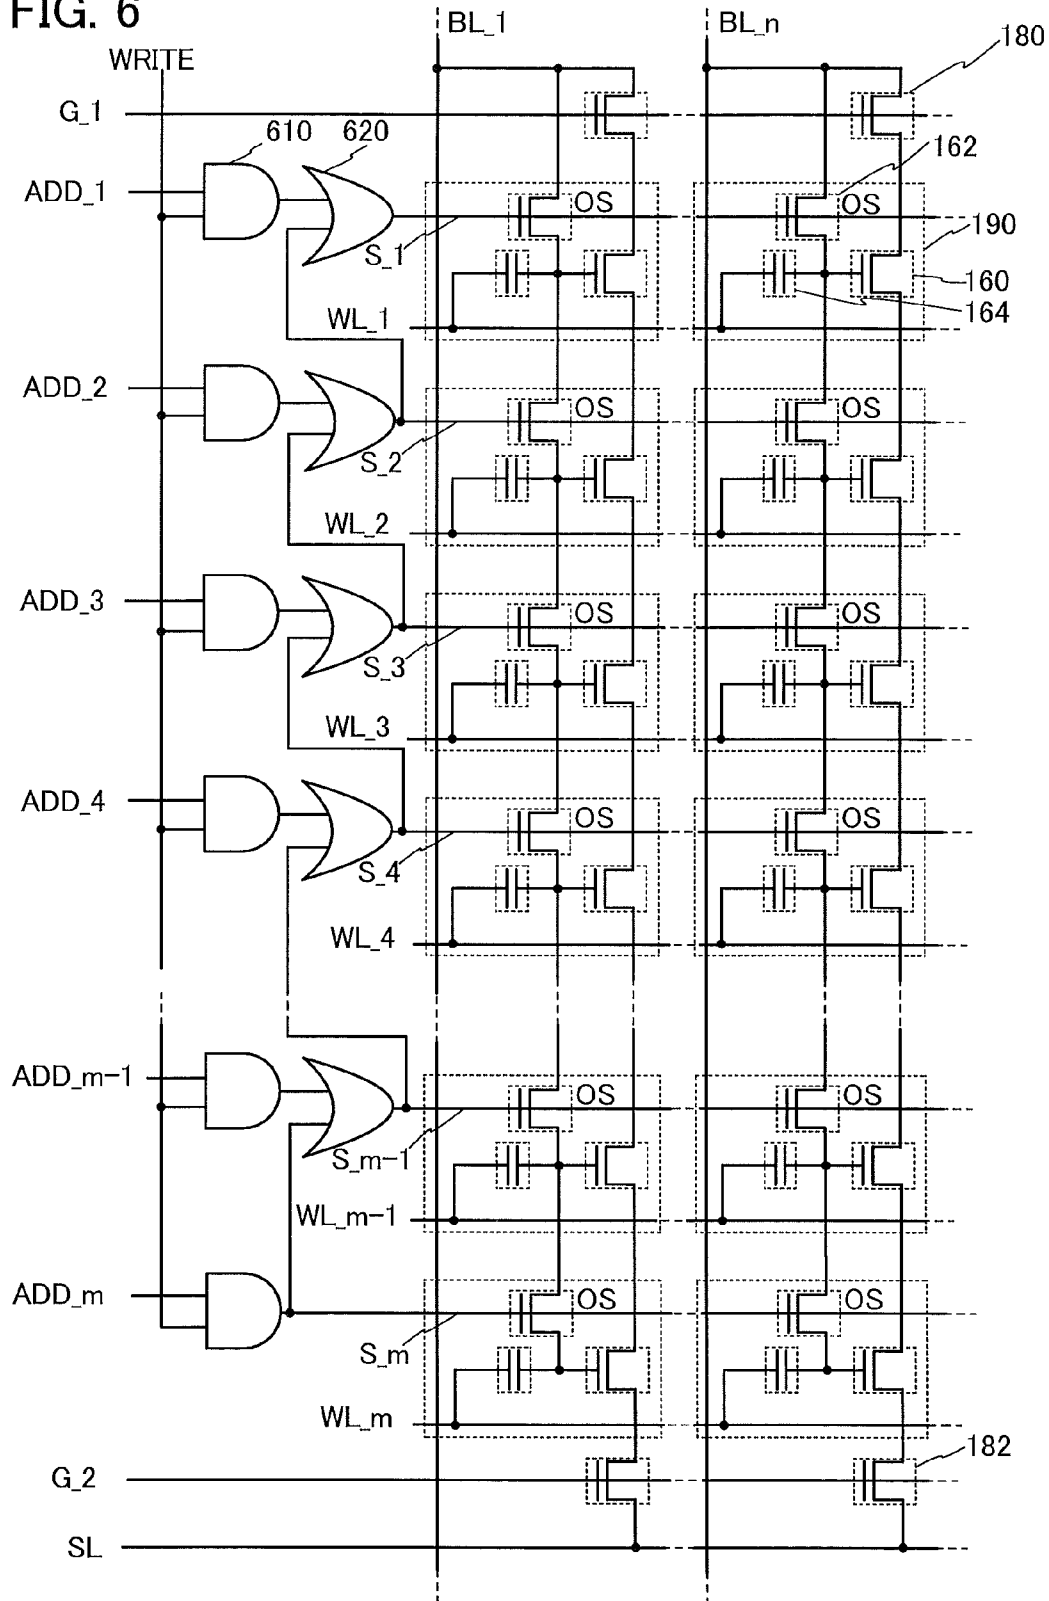 FIG. 6
BL_1
BL_n
WRITE
180
G_1
610
620
162
ADD_1
OS
OS
190
S_1
160
164
WL_1
ADD_2
OS
OS
S_2
WL_2
ADD_3
OS
OS
S_3
WL_3
ADD_4
OS
OS
S_4
WL_4
ADD_m-1
OS
OS
S_m-1
WL_m-1
ADD_m
OS
OS
S_m
WL_m
182
G_2
SL